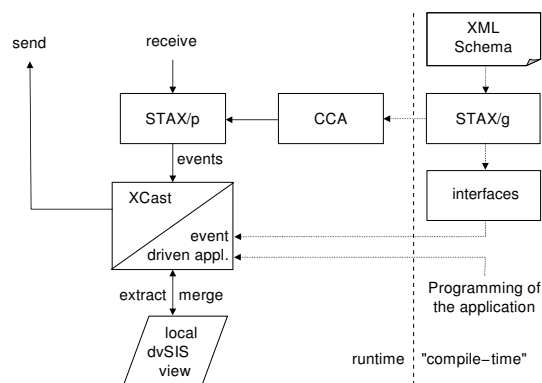 send
receive
XML
Schema
STAX/p
CCA
STAX/g
events
XCast
interfaces
event
driven appl.
extract
merge
Programming of
the application
local
dvSIS
view
runtime
"compile−time"